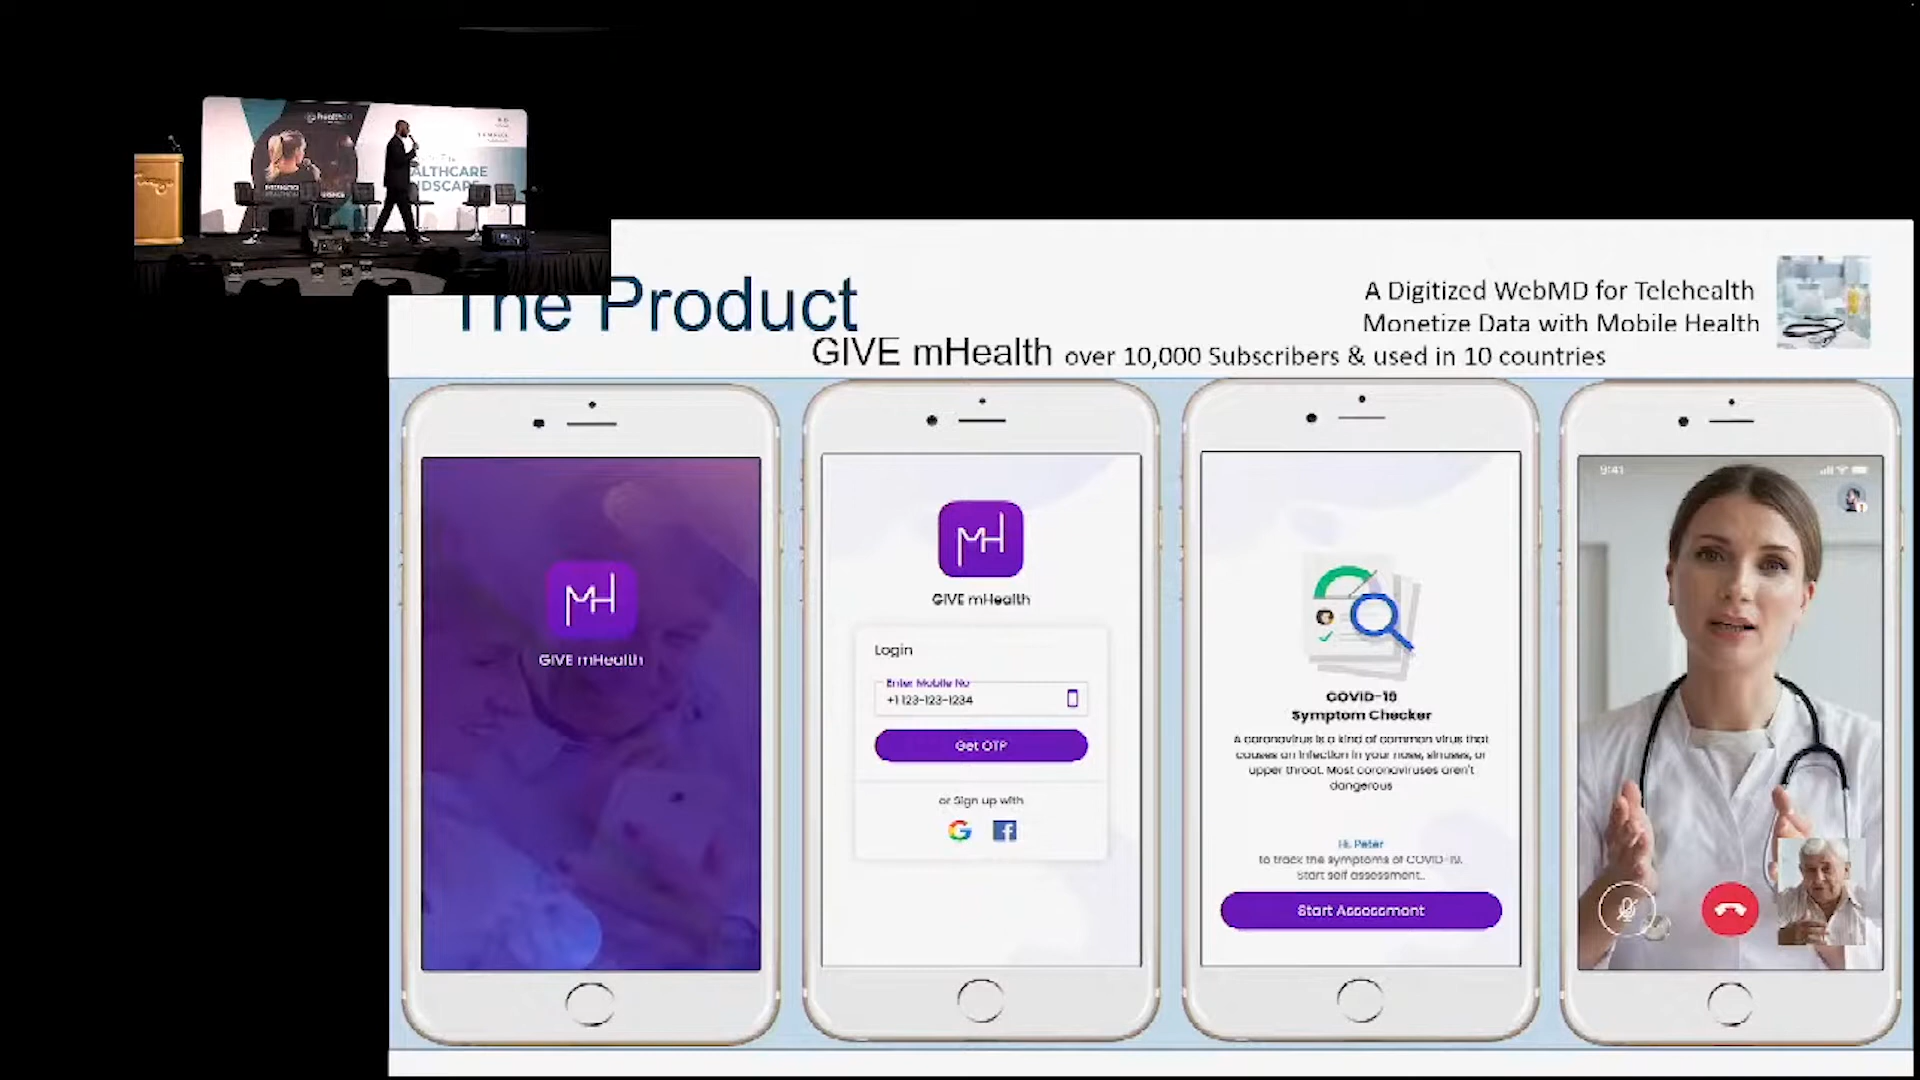 ALTHCARE
NDSCAPE
The Product
A Digitized WebMD for Telehealth
Monetize Data with Mobile Health
GIVE mHealth over 10,000 Subscribers & used in 10 countries
MH
GIVE mHealth
MH
GIVE mHealth
Login
Enter Mobile No
+1 123-123-1234
Get OTP
or Sign up with
G f
COVID-19
Symptom Checker
A coronavirus is a kind of common virus that
causes an infection in your nose, sinuses, or
upper throat. Most coronaviruses aren't
dangerous
Hi, Peter
to track the symptoms of COVID-19.
Start self assessment..
Start Assessment
9:41